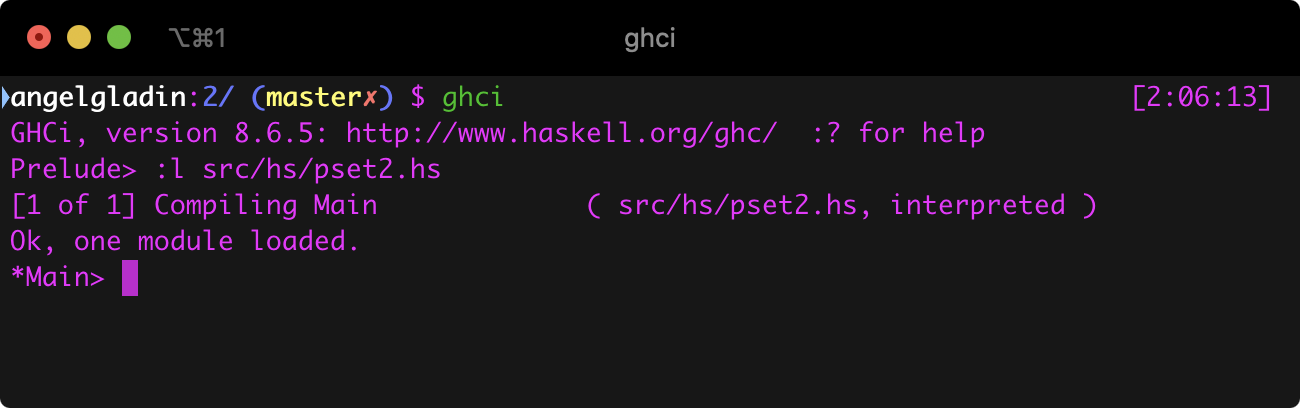 ⌥⌘1 ghci
angelgladin:2/ (master✗) $ ghci [2:06:13]
GHCi, version 8.6.5: http://www.haskell.org/ghc/  :? for help
Prelude> :l src/hs/pset2.hs
[1 of 1] Compiling Main             ( src/hs/pset2.hs, interpreted )
Ok, one module loaded.
*Main>